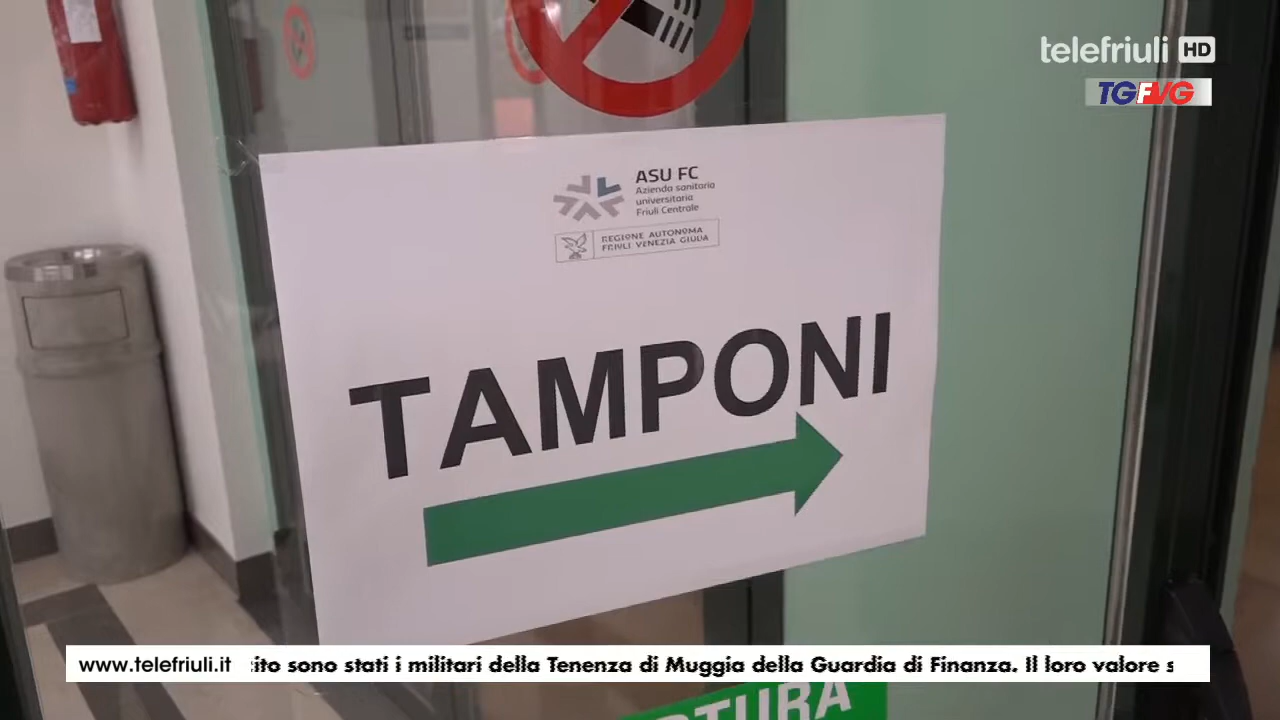 telefriuli HD
TGFVG
ASU FC
Azienda sanitaria
universitaria
Friuli Centrale
REGIONE AUTONOMA
FRIULI VENEZIA GIULIA
TAMPONI
www.telefriuli.it
sono stati i militari della Tenenza di Muggia della Guardia di Finanza. Il loro valore